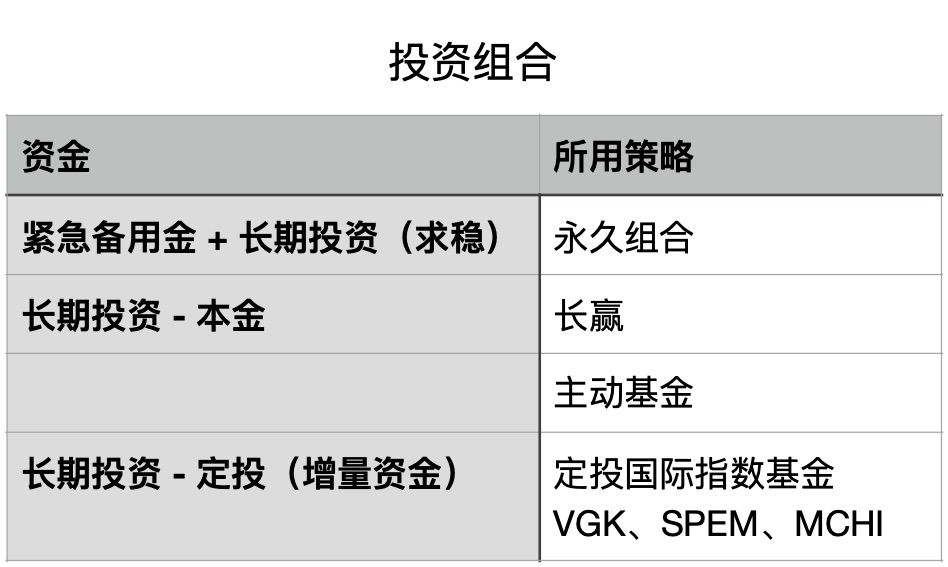 投资组合
资金
所用策略
紧急备用金 + 长期投资（求稳）
永久组合
长期投资 - 本金
长赢
主动基金
长期投资 - 定投（增量资金）
定投国际指数基金
VGK、SPEM、MCHI